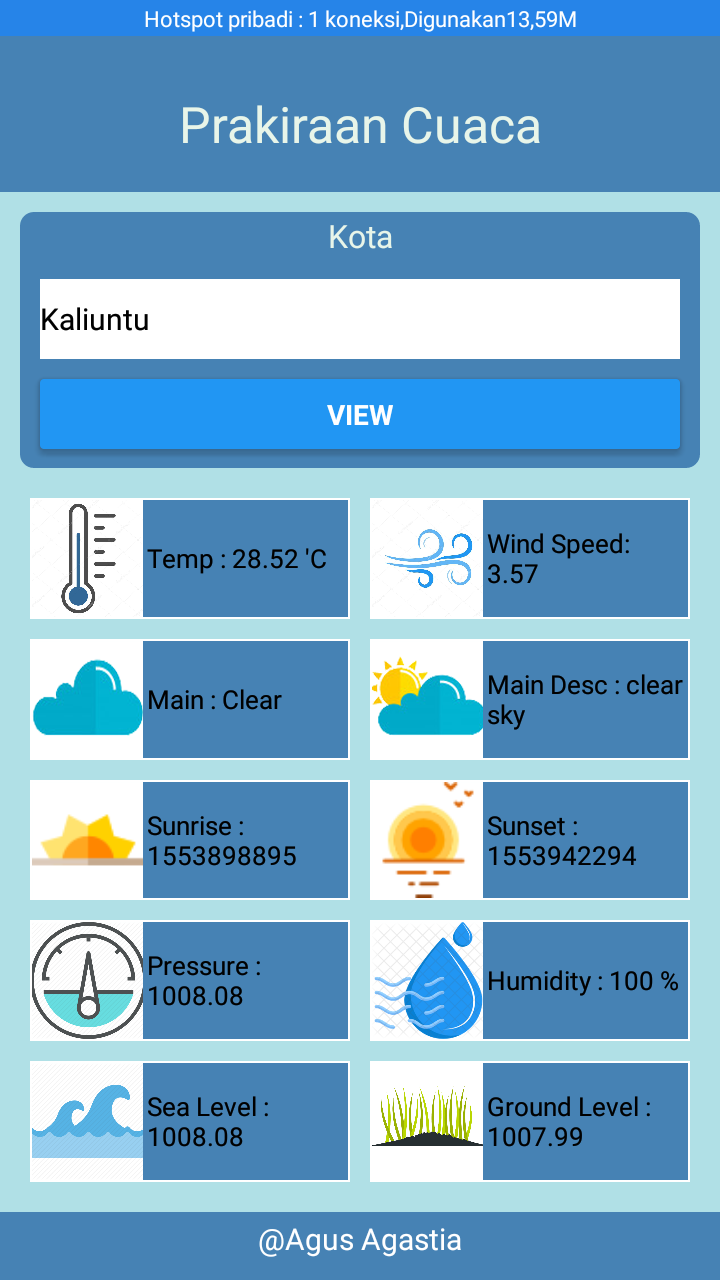 Hotspot pribadi : 1 koneksi,Digunakan13,59M
Prakiraan Cuaca
Kota
Kaliuntu
VIEW
Temp : 28.52 'C
Wind Speed:
3.57
Main : Clear
Main Desc : clear
sky
Sunrise :
1553898895
Sunset :
1553942294
Pressure :
1008.08
Humidity : 100 %
Sea Level :
1008.08
Ground Level :
1007.99
@Agus Agastia